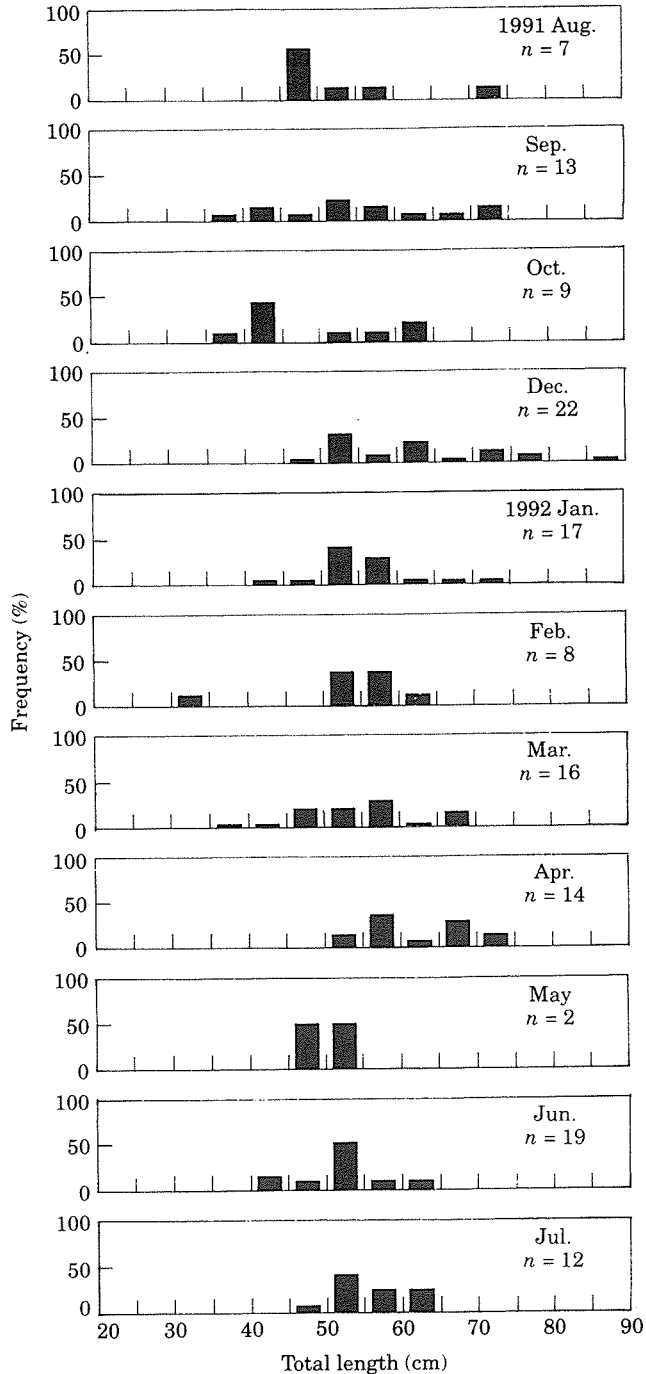 100
50
0
1991 Aug.
n = 7
100
50
0
Sep.
n = 13
100
50
0
Oct.
n = 9
100
50
0
Dec.
n = 22
100
50
0
1992 Jan.
n = 17
100
50
0
Feb.
n = 8
100
50
0
Mar.
n = 16
100
50
0
Apr.
n = 14
100
50
0
May
n = 2
100
50
0
Jun.
n = 19
100
50
0
Jul.
n = 12
20 30 40 50 60 70 80 90
Total length (cm)
Frequency (%)